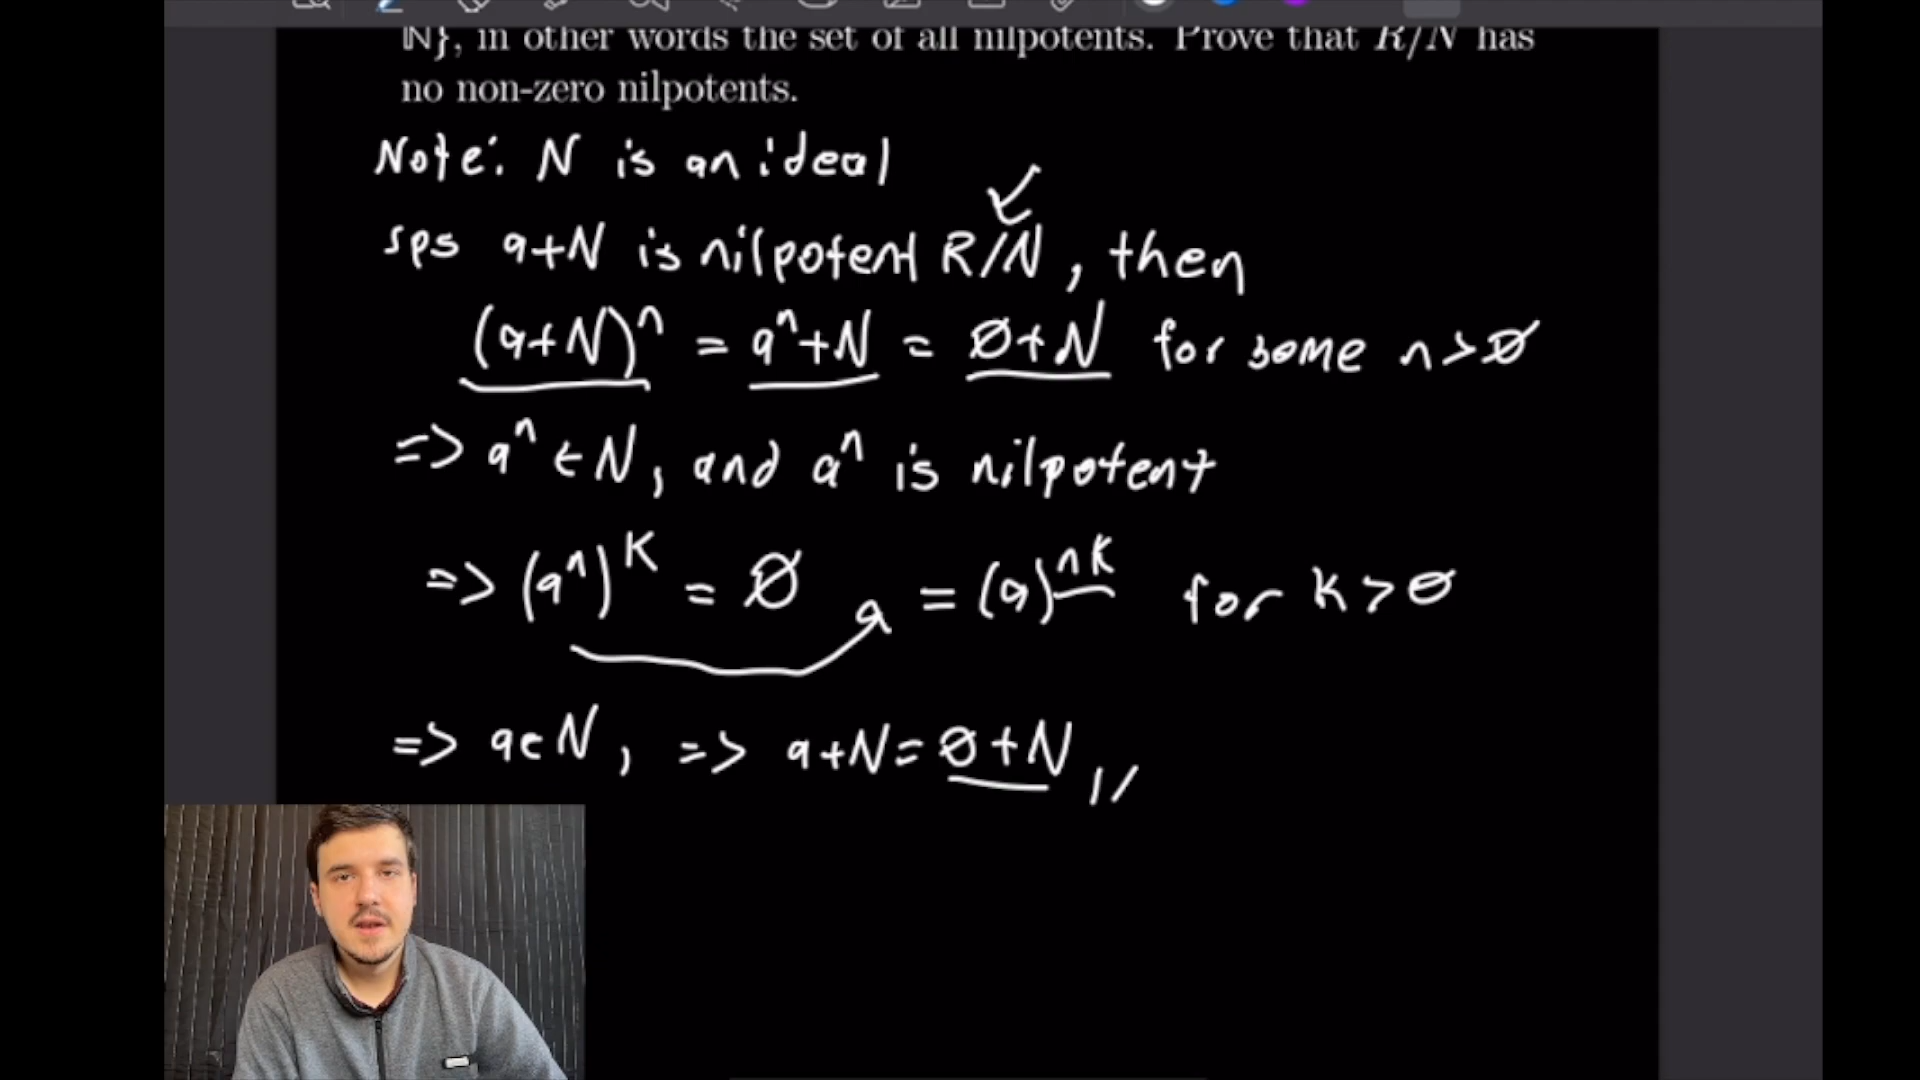 ℕ}, in other words the set of all nilpotents. Prove that R/N has
no non-zero nilpotents.
Note: N is an ideal
sps a+N is nilpotent R/N, then
(a+N)ⁿ = aⁿ+N = 0+N for some n>0
=> aⁿ ∈ N, and aⁿ is nilpotent
=> (aⁿ)ᴷ = 0 a = (a)ⁿᵏ for k>0
=> a∈N, => a+N=0+N //